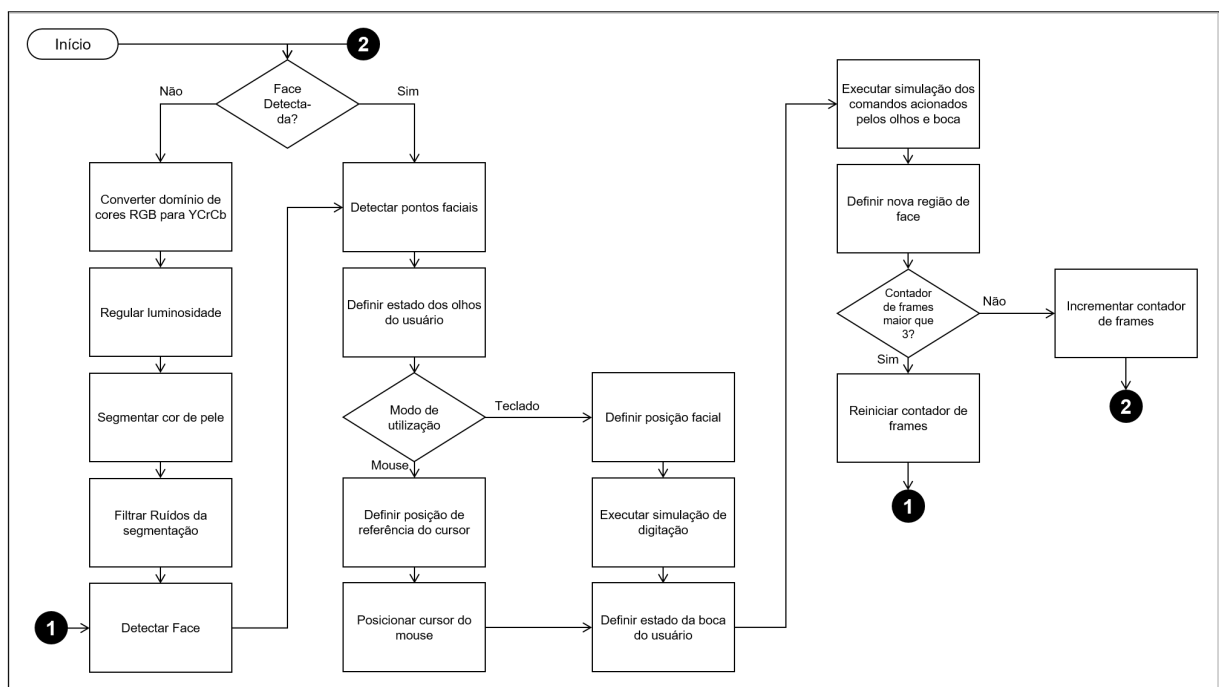 Início
2
Face
Detecta-
da?
Não
Sim
Converter domínio de
cores RGB para YCrCb
Regular luminosidade
Segmentar cor de pele
Filtrar Ruídos da
segmentação
1
Detectar Face
Detectar pontos faciais
Definir estado dos olhos
do usuário
Modo de
utilização
Teclado
Mouse
Definir posição de
referência do cursor
Posicionar cursor do
mouse
Definir posição facial
Executar simulação de
digitação
Definir estado da boca
do usuário
Executar simulação dos
comandos acionados
pelos olhos e boca
Definir nova região de
face
Contador
de frames
maior que
3?
Não
Sim
Incrementar contador
de frames
2
Reiniciar contador de
frames
1